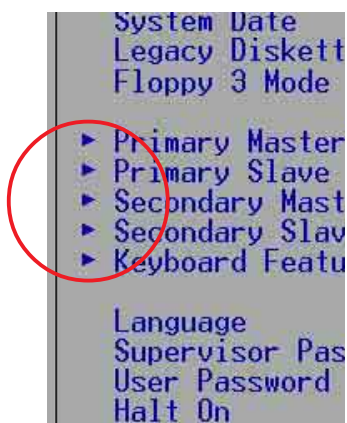 System Date
Legacy Diskett
Floppy 3 Mode
Primary Master
Primary Slave
Secondary Mast
Secondary Slav
Keyboard Featu
Language
Supervisor Pas
User Password
Halt On